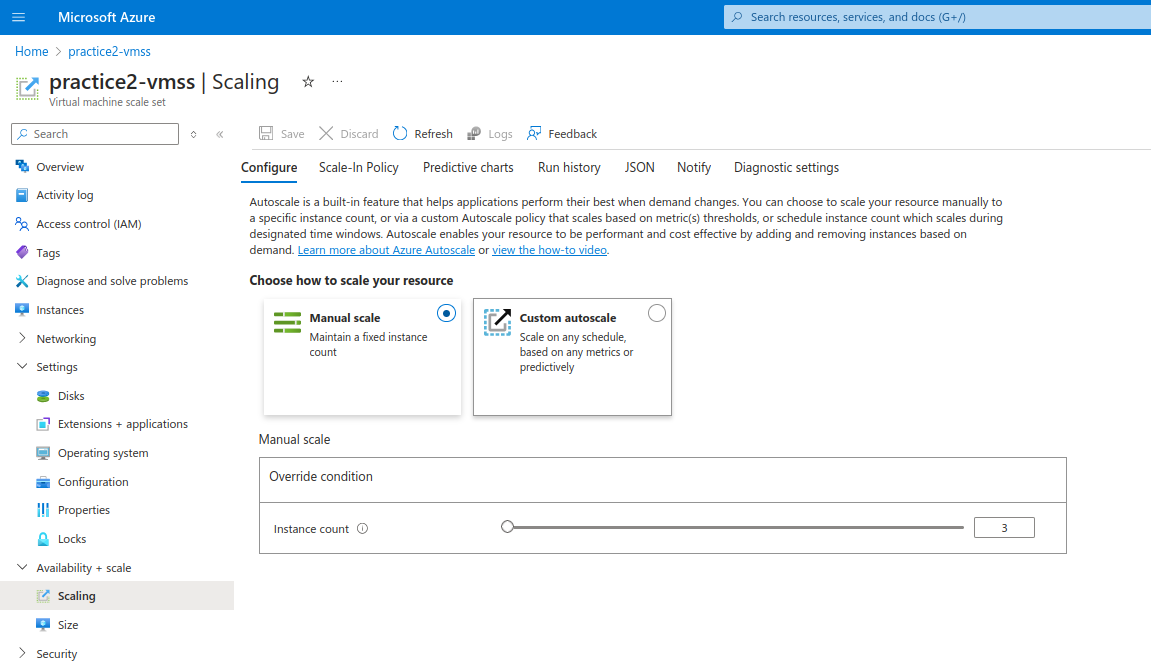 Microsoft Azure
Search resources, services, and docs (G+/)
Home > practice2-vmss
practice2-vmss | Scaling
Virtual machine scale set
Search
Save
Discard
Refresh
Logs
Feedback
Overview
Activity log
Access control (IAM)
Tags
Diagnose and solve problems
Instances
Networking
Settings
Disks
Extensions + applications
Operating system
Configuration
Properties
Locks
Availability + scale
Scaling
Size
Security
Configure
Scale-In Policy
Predictive charts
Run history
JSON
Notify
Diagnostic settings
Autoscale is a built-in feature that helps applications perform their best when demand changes. You can choose to scale your resource manually to
a specific instance count, or via a custom Autoscale policy that scales based on metric(s) thresholds, or schedule instance count which scales during
designated time windows. Autoscale enables your resource to be performant and cost effective by adding and removing instances based on
demand. Learn more about Azure Autoscale or view the how-to video.
Choose how to scale your resource
Manual scale
Maintain a fixed instance
count
Custom autoscale
Scale on any schedule,
based on any metrics or
predictively
Manual scale
Override condition
Instance count
3